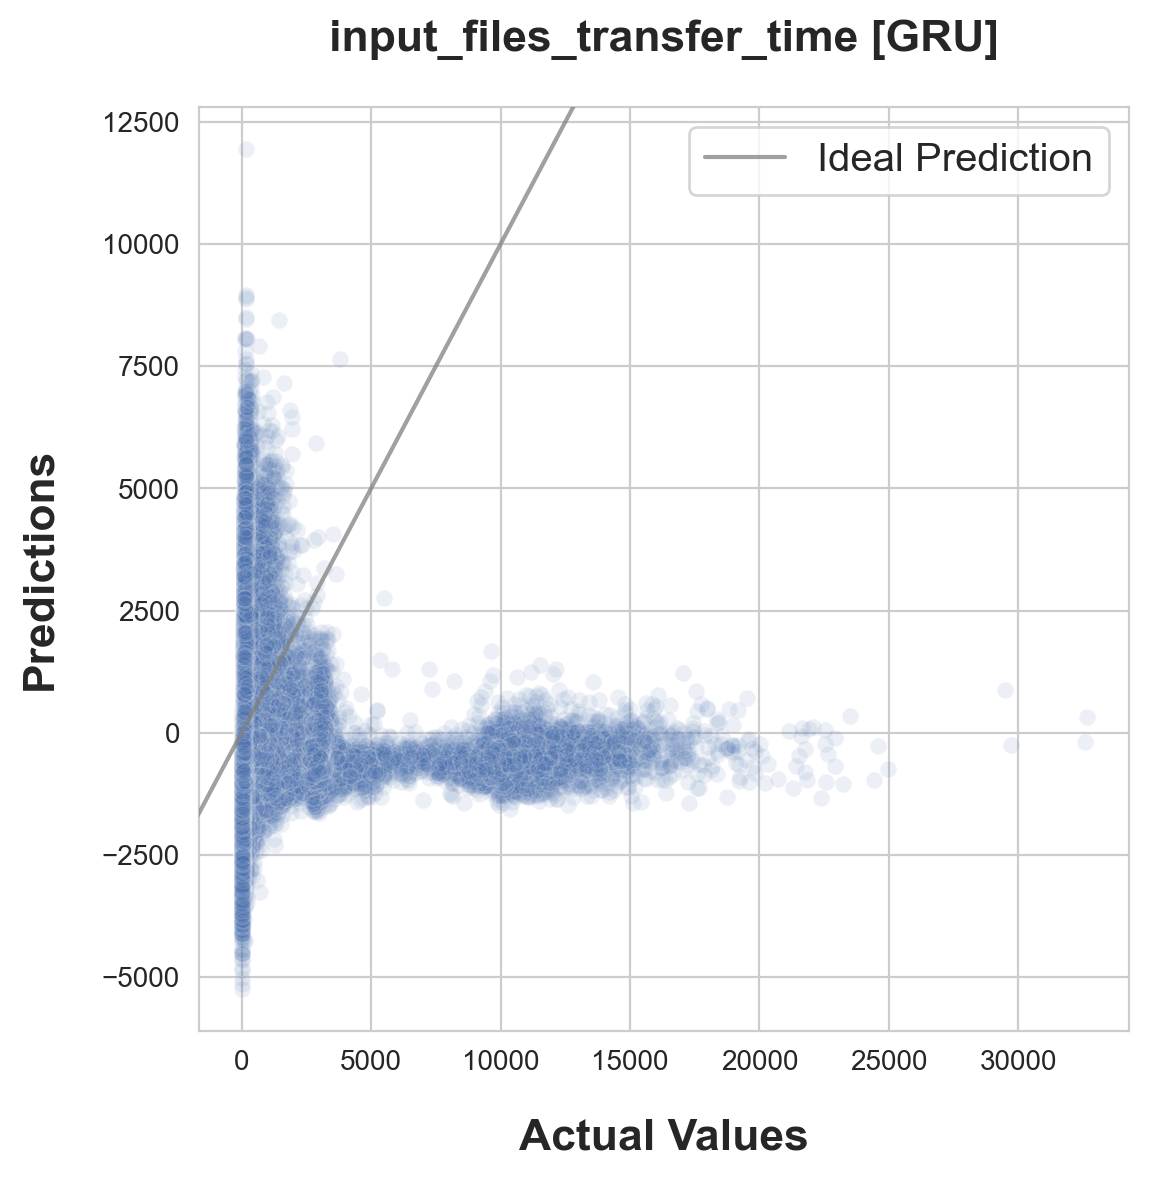 input_files_transfer_time [GRU]
Ideal Prediction
12500
10000
7500
5000
2500
0
−2500
−5000
Predictions
0 5000 10000 15000 20000 25000 30000
Actual Values